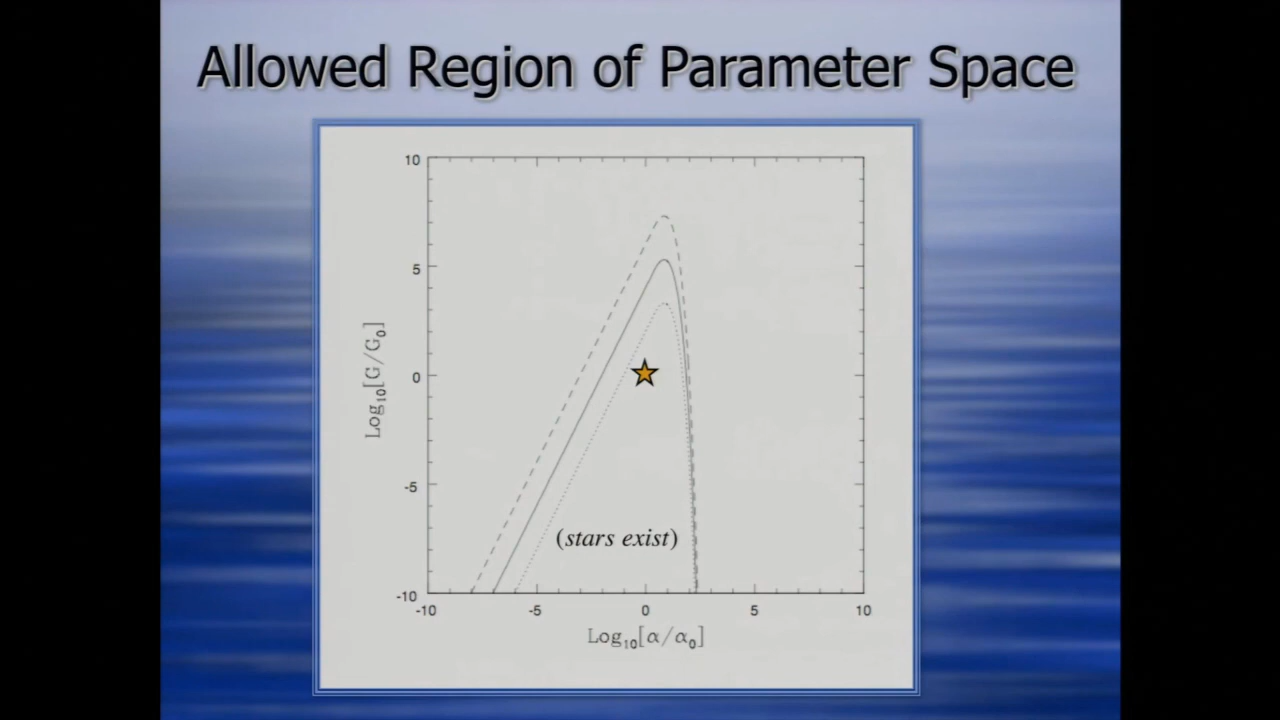 Allowed Region of Parameter Space
10
5
0
-5
-10
Log₁₀[G/G₀]
(stars exist)
-10 -5 0 5 10
Log₁₀[α/α₀]